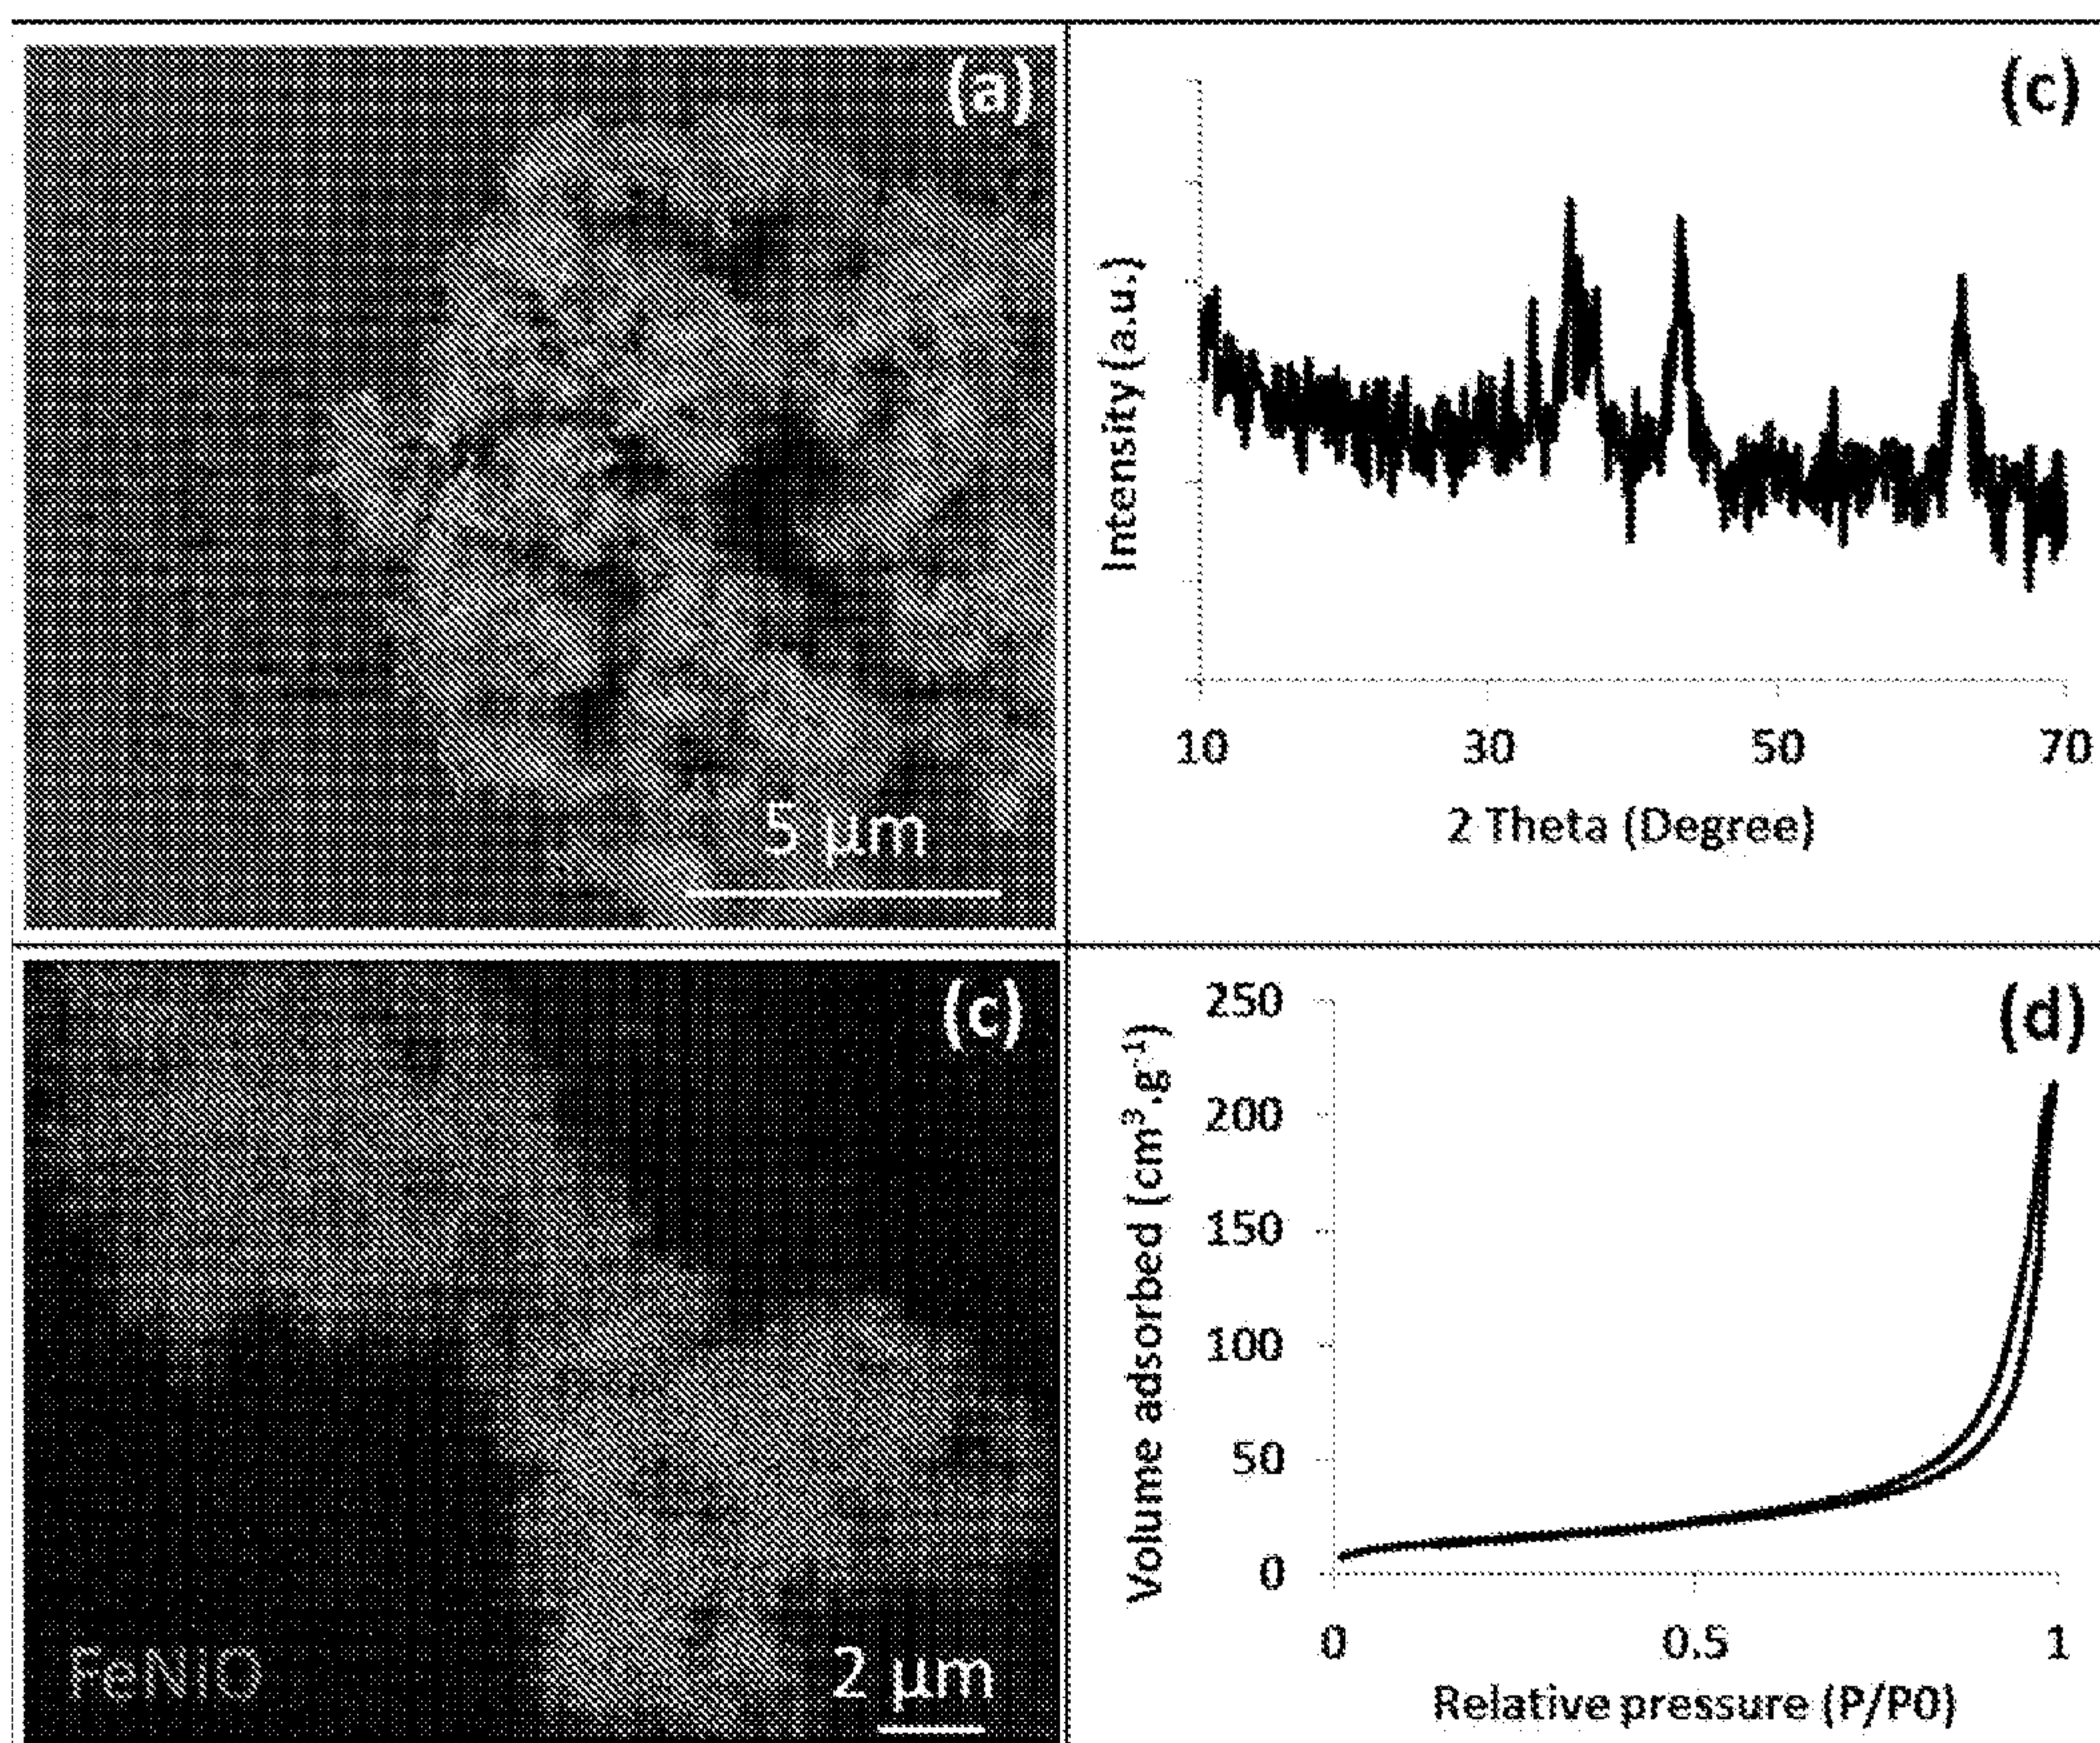 (a)
5 µm
(c)
Intensity (a.u.)
10 30 50 70
2 Theta (Degree)
(c)
FeNiO
2 µm
(d)
Volume adsorbed (cm³.g⁻¹)
250
200
150
100
50
0
0 0.5 1
Relative pressure (P/P0)